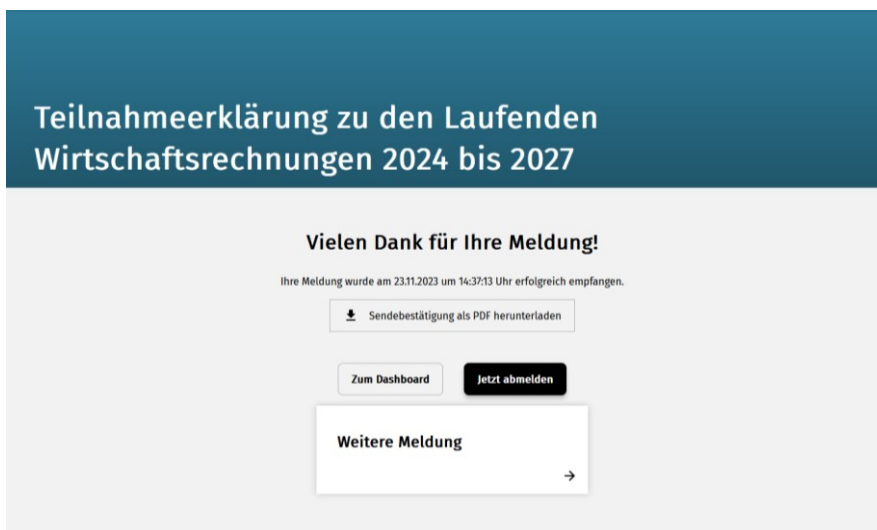 Teilnahmeerklärung zu den Laufenden
Wirtschaftsrechnungen 2024 bis 2027
Vielen Dank für Ihre Meldung!
Ihre Meldung wurde am 23.11.2023 um 14:37:13 Uhr erfolgreich empfangen.
Sendebestätigung als PDF herunterladen
Zum Dashboard
Jetzt abmelden
Weitere Meldung